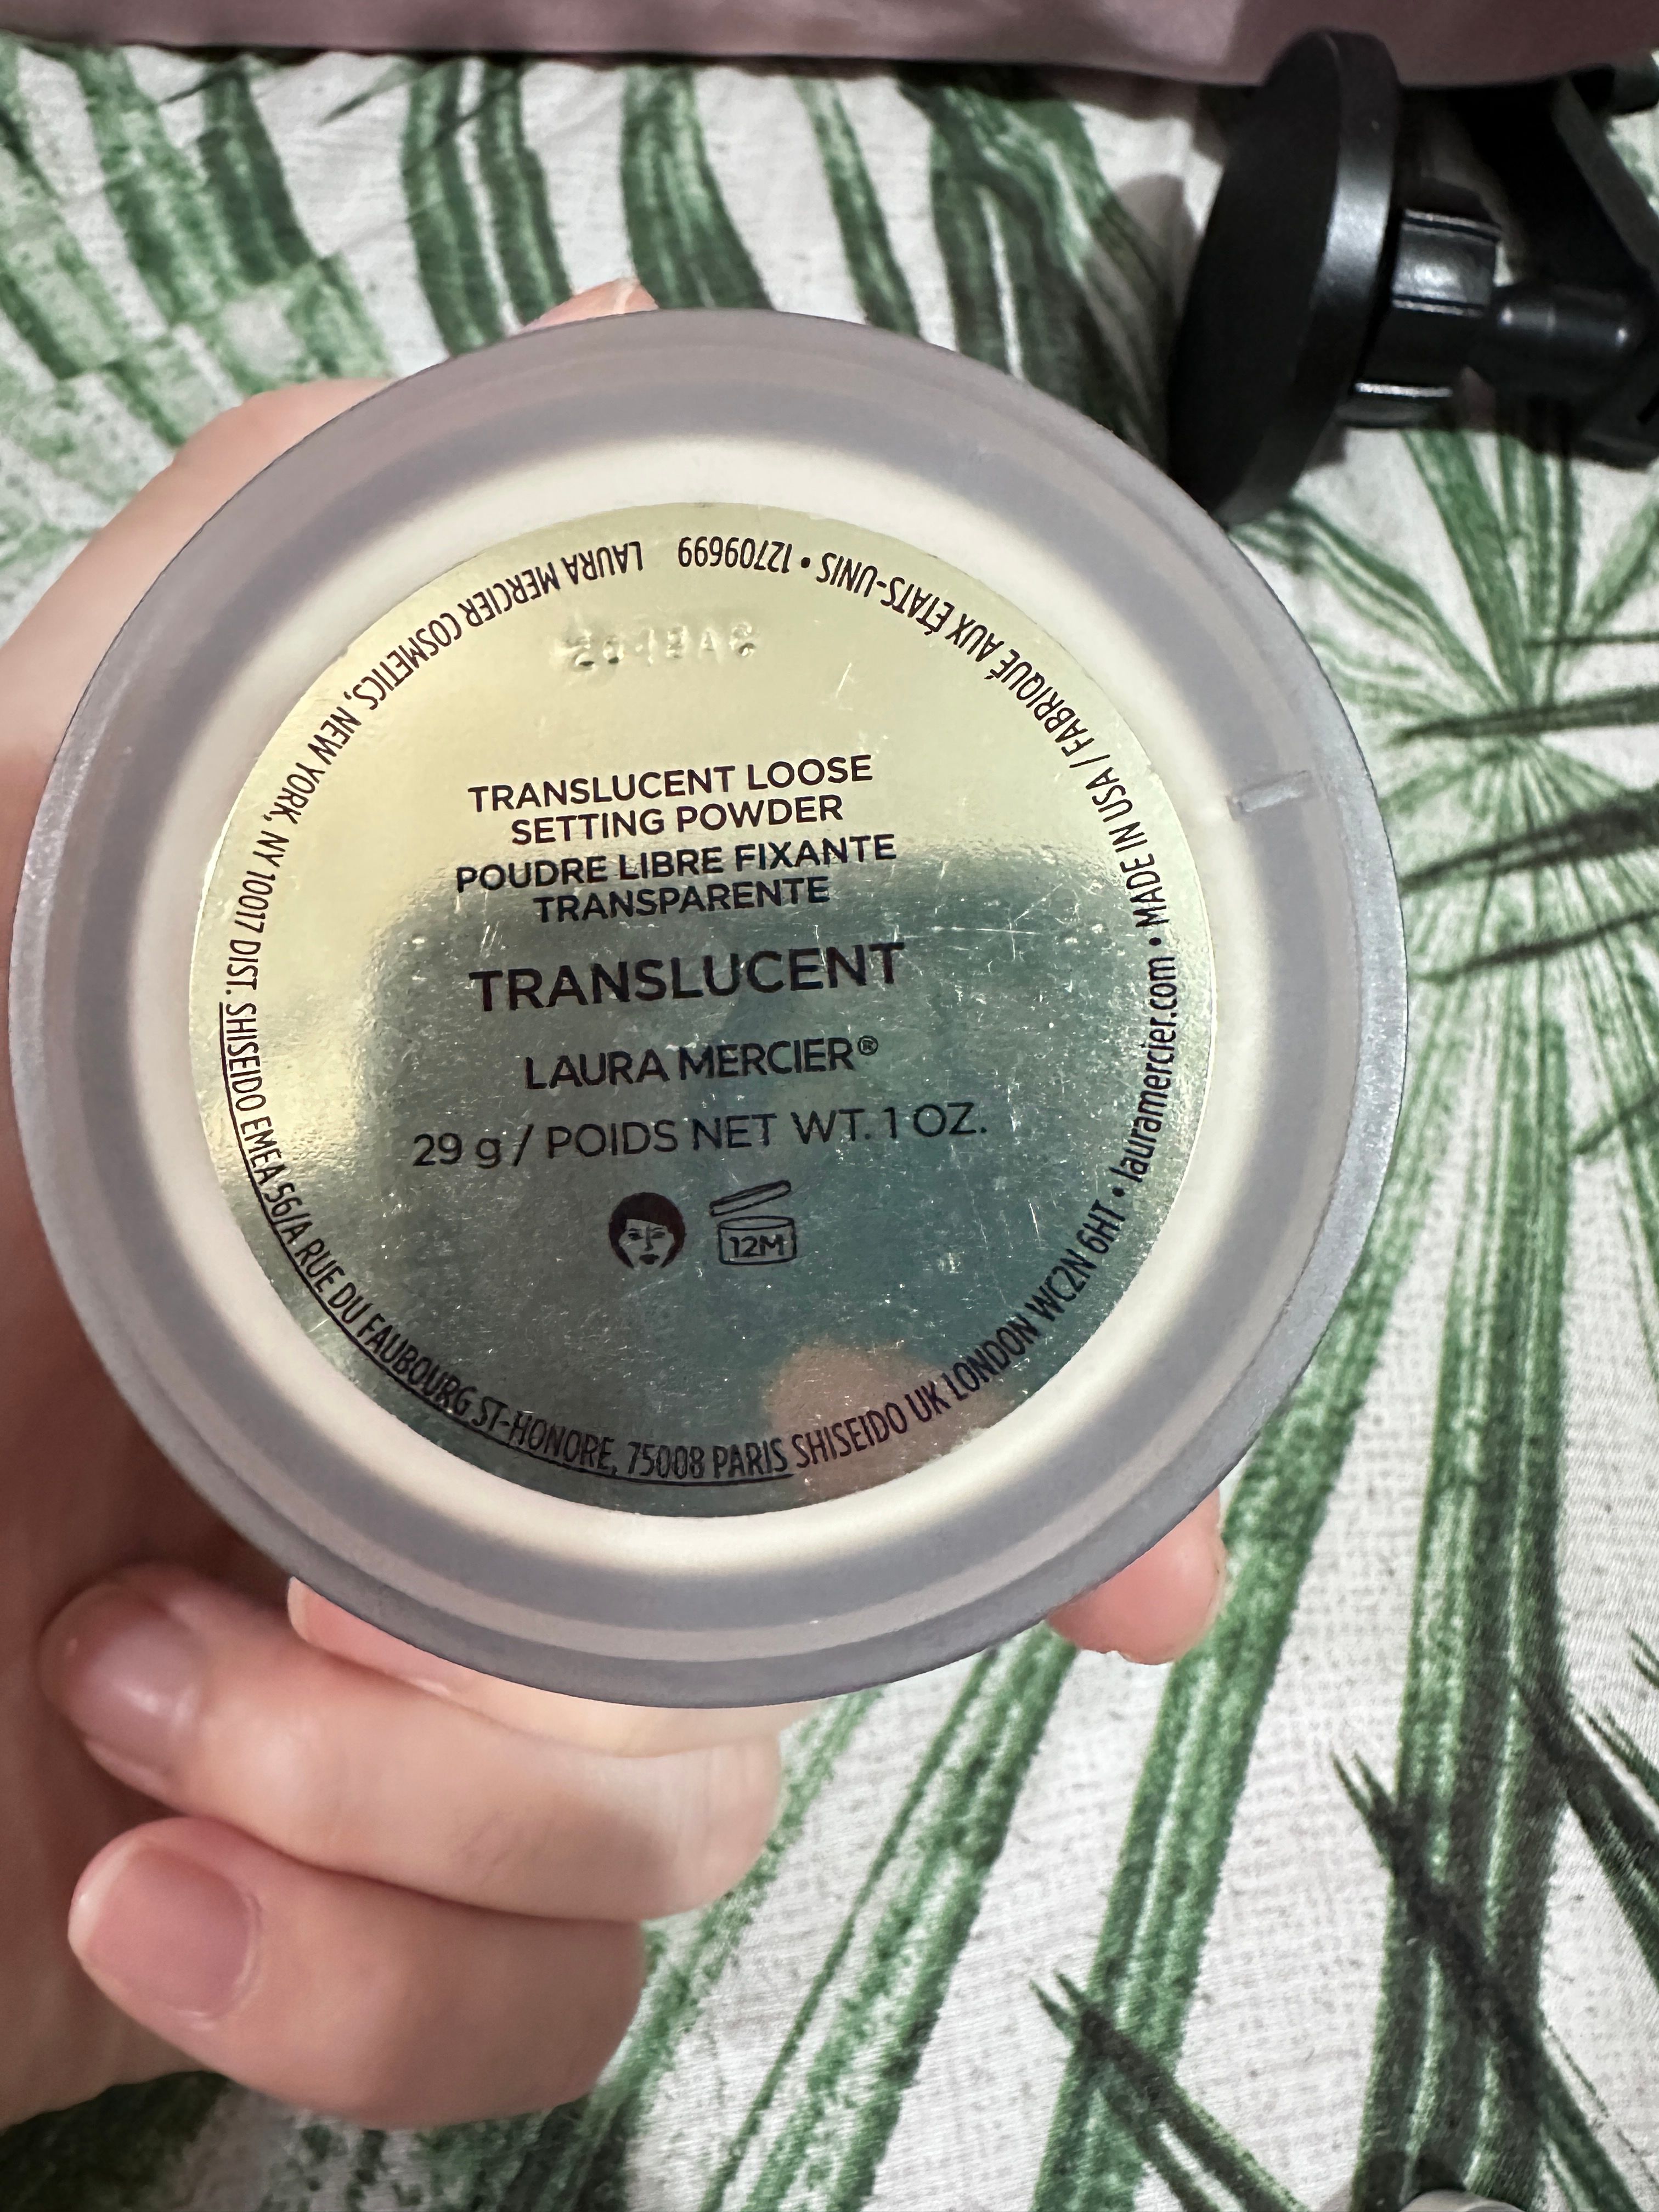 TRANSLUCENT LOOSE
SETTING POWDER
POUDRE LIBRE FIXANTE
TRANSPARENTE
TRANSLUCENT
LAURA MERCIER®
29 g / POIDS NET WT. 1 OZ.
12M
LAURA MERCIER COSMETICS, NEW YORK, NY 10017 DIST. SHISEIDO EMEA 56/A RUE DU FAUBOURG ST-HONORE, 75008 PARIS SHISEIDO UK LONDON WC2N 6HT • lauramercier.com • MADE IN USA / FABRIQUÉ AUX ÉTATS-UNIS • 12709699